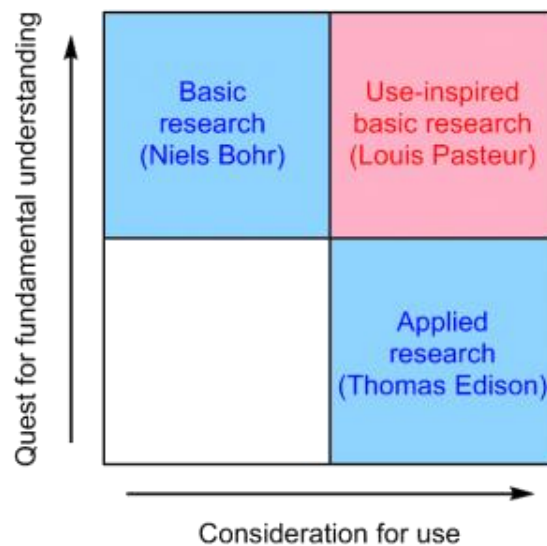 Quest for fundamental understanding
Basic
research
(Niels Bohr)
Use-inspired
basic research
(Louis Pasteur)
Applied
research
(Thomas Edison)
Consideration for use